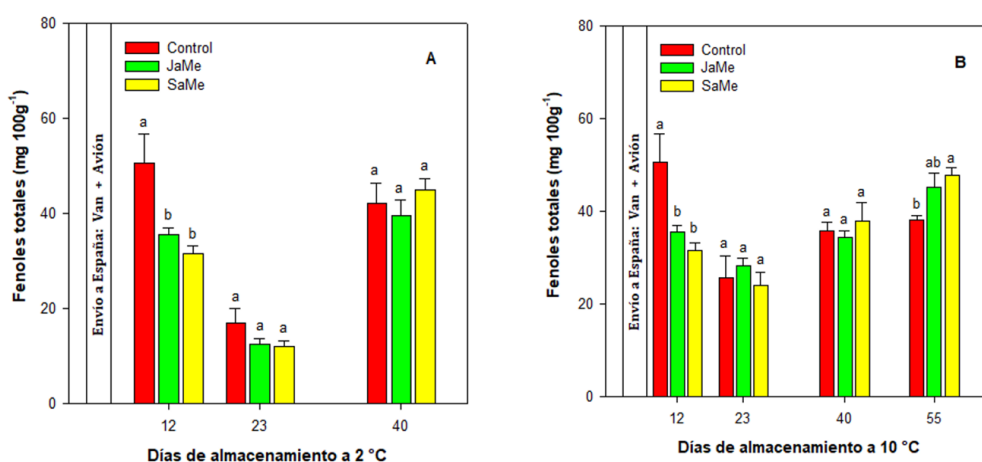 80
60
40
20
0
Fenoles totales (mg 100g-1)
Envío a España: Van + Avión
Control
JaMe
SaMe
A
a
b
b
a
a
a
a
a
a
12
23
40
Días de almacenamiento a 2 °C
80
60
40
20
0
Fenoles totales (mg 100g-1)
Envío a España: Van + Avión
Control
JaMe
SaMe
B
a
b
b
a
a
a
a
a
a
b
ab
a
12
23
40
55
Días de almacenamiento a 10 °C